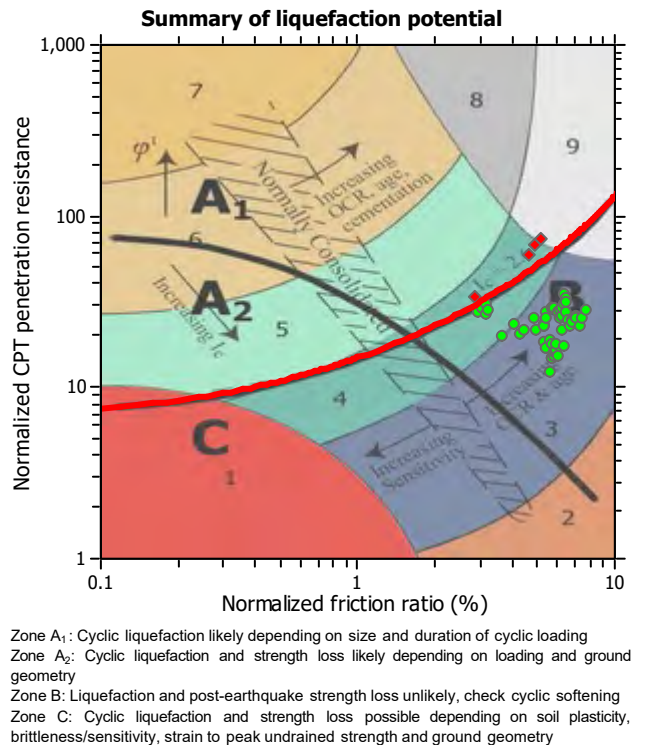 Summary of liquefaction potential
1,000
100
10
1
Normalized CPT penetration resistance
7
8
9
φ'
A1
Increasing
OCR, age,
cementation
Normally Consolidated
6
A2
Increasing Ic
5
Ic = 2.
B
4
Increasing
OCR & age
3
C
1
Increasing
Sensitivity
2
0.1
1
10
Normalized friction ratio (%)
Zone A1: Cyclic liquefaction likely depending on size and duration of cyclic loading
Zone A2: Cyclic liquefaction and strength loss likely depending on loading and ground
geometry
Zone B: Liquefaction and post-earthquake strength loss unlikely, check cyclic softening
Zone C: Cyclic liquefaction and strength loss possible depending on soil plasticity,
brittleness/sensitivity, strain to peak undrained strength and ground geometry